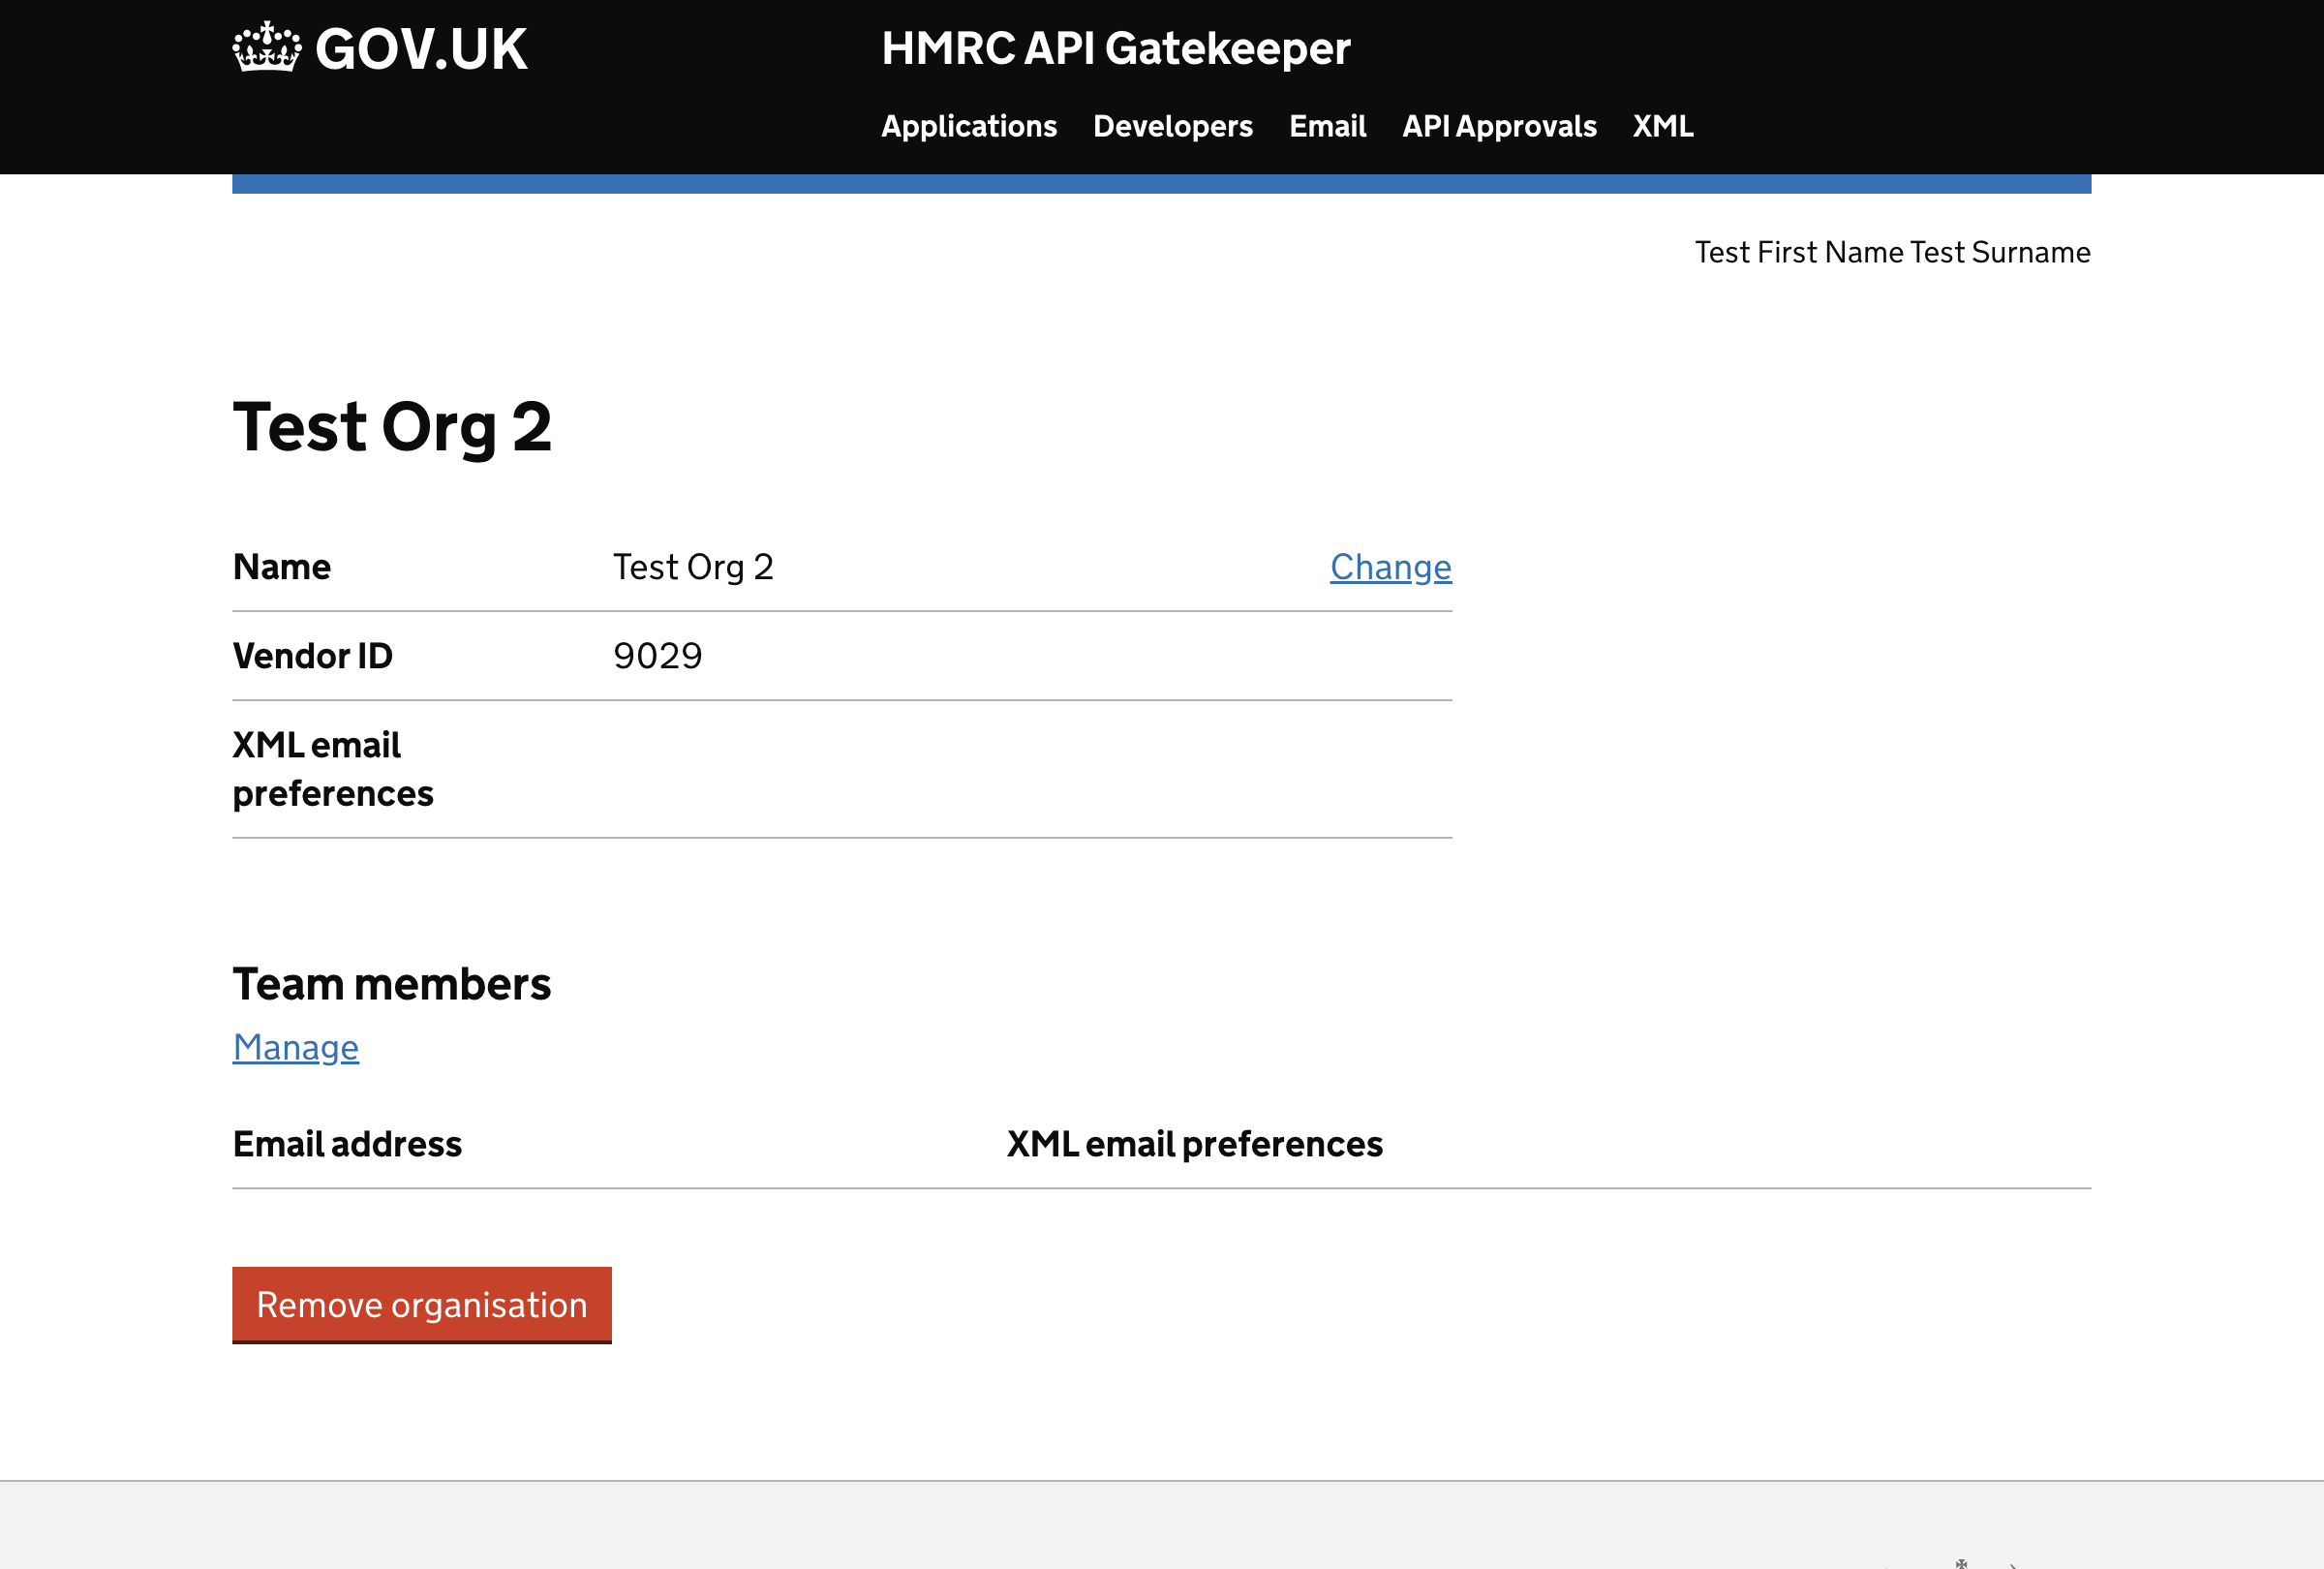 GOV.UK
HMRC API Gatekeeper
Applications Developers Email API Approvals XML
Test First Name Test Surname
Test Org 2
Name Test Org 2 Change
Vendor ID 9029
XML email
preferences
Team members
Manage
Email address XML email preferences
Remove organisation